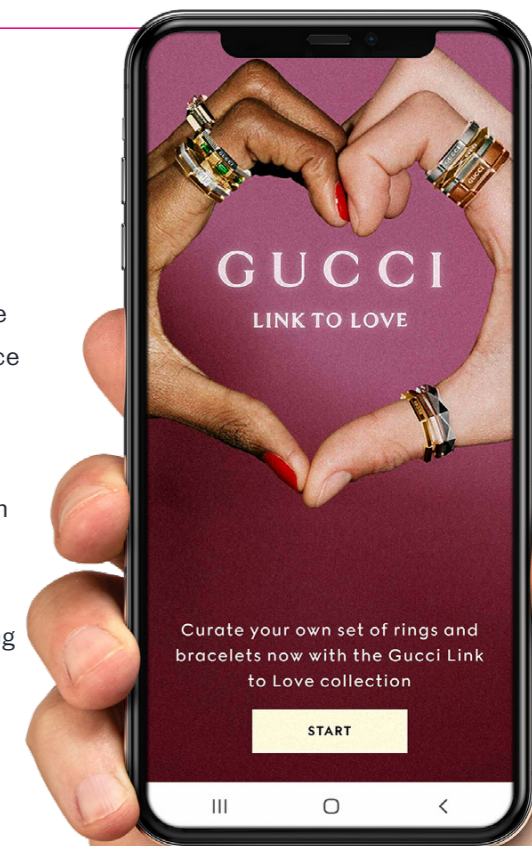 GUCCI
LINK TO LOVE
Curate your own set of rings and
bracelets now with the Gucci Link
to Love collection
START